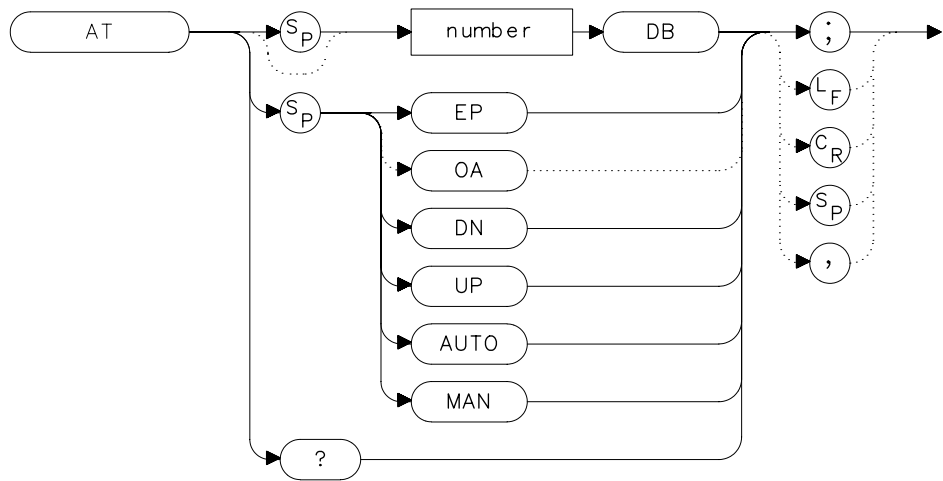 AT SP number DB ;
LF
SP EP
CR
OA
SP
DN
,
UP
AUTO
MAN
?